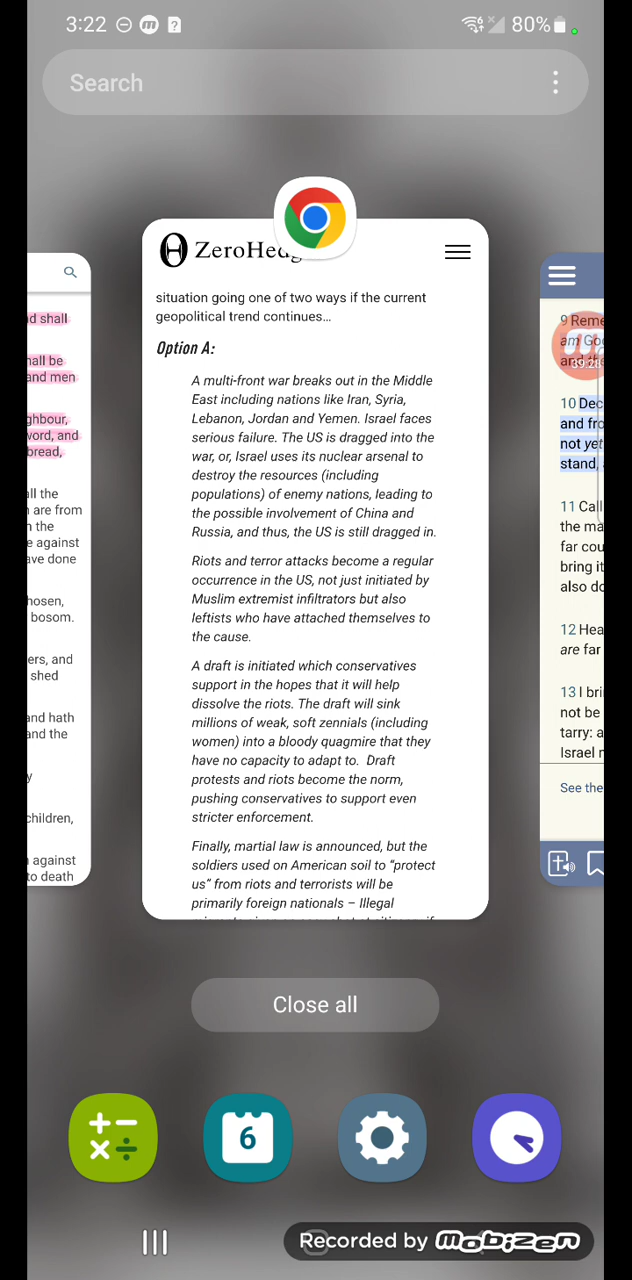 3:22
80%
Search
ZeroHedg
situation going one of two ways if the current
geopolitical trend continues...
Option A:
A multi-front war breaks out in the Middle
East including nations like Iran, Syria,
Lebanon, Jordan and Yemen. Israel faces
serious failure. The US is dragged into the
war, or, Israel uses its nuclear arsenal to
destroy the resources (including
populations) of enemy nations, leading to
the possible involvement of China and
Russia, and thus, the US is still dragged in.
Riots and terror attacks become a regular
occurrence in the US, not just initiated by
Muslim extremist infiltrators but also
leftists who have attached themselves to
the cause.
A draft is initiated which conservatives
support in the hopes that it will help
dissolve the riots. The draft will sink
millions of weak, soft zennials (including
women) into a bloody quagmire that they
have no capacity to adapt to. Draft
protests and riots become the norm,
pushing conservatives to support even
stricter enforcement.
Finally, martial law is announced, but the
soldiers used on American soil to “protect
us” from riots and terrorists will be
primarily foreign nationals – Illegal
d shall
hall be
and men
ghbour,
word, and
bread,
all the
are from
n the
e against
ave done
hosen,
bosom.
ers, and
shed
and hath
and the
y
children,
against
to death
9 Reme
am Go
and the
39:28
10 Dec
and fro
not yet
stand,
11 Call
the ma
far cou
bring it
also do
12 Hea
are far
13 I bri
not be
tarry: a
Israel m
See the
Close all
6
Recorded by mobizen